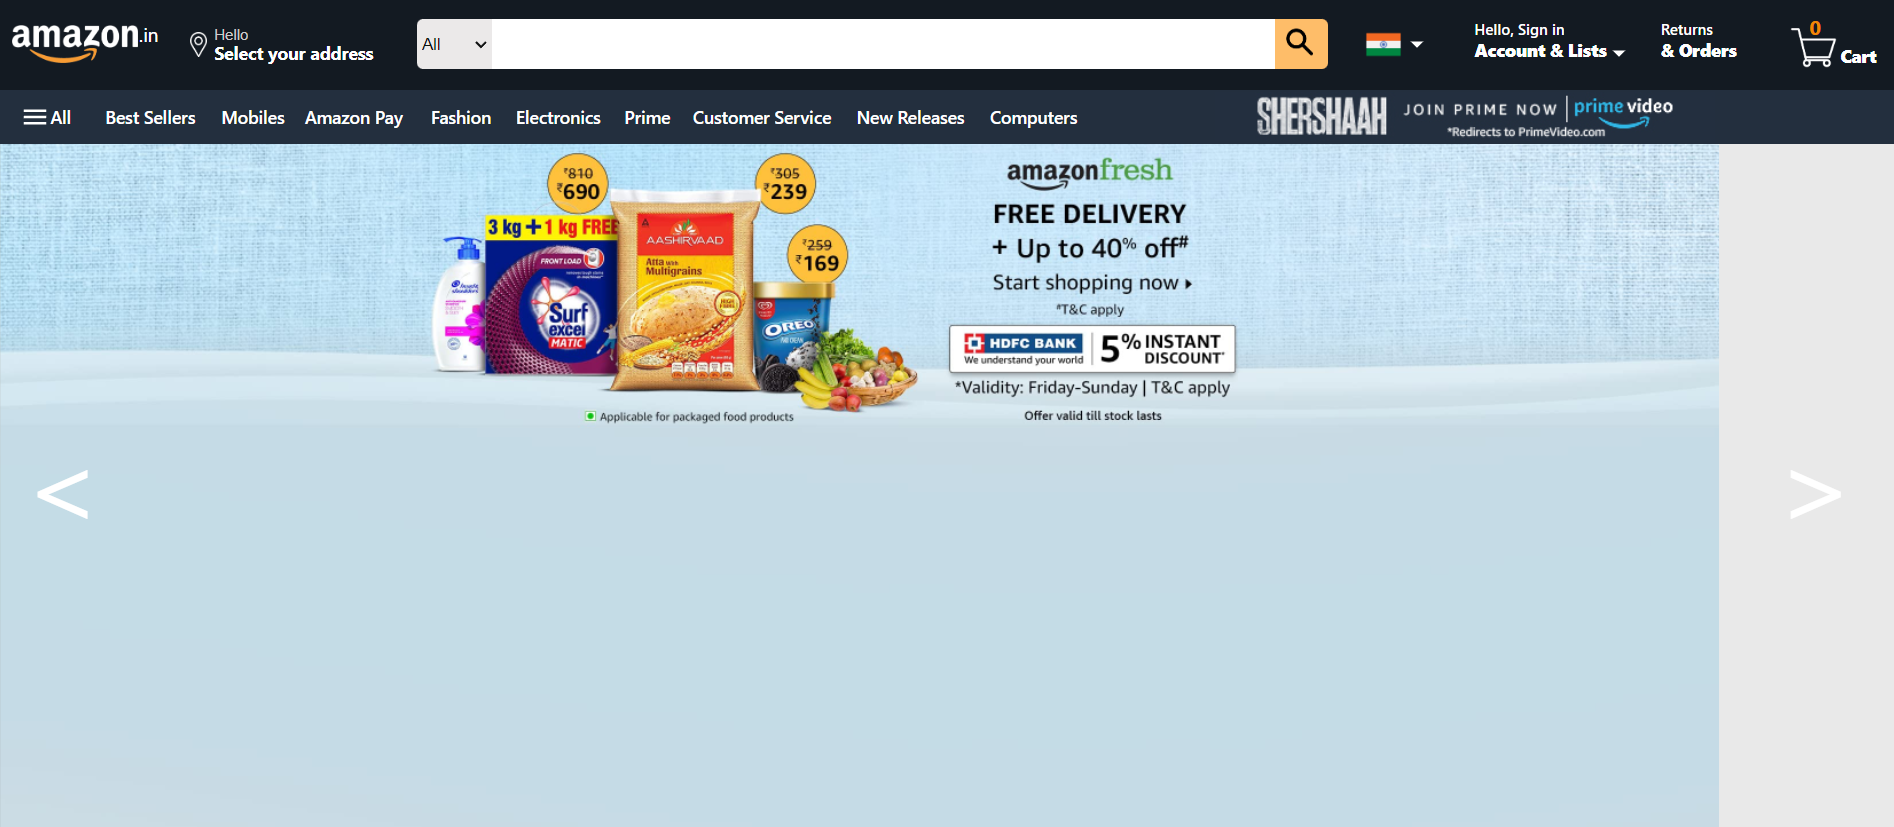 amazon.in
Hello
Select your address
All
Hello, Sign in
Account & Lists
Returns
& Orders
0
Cart
All
Best Sellers
Mobiles
Amazon Pay
Fashion
Electronics
Prime
Customer Service
New Releases
Computers
SHERSHAAH
JOIN PRIME NOW
prime video
*Redirects to PrimeVideo.com
₹810
₹690
₹305
₹239
₹259
₹169
3 kg + 1 kg FREE
FRONT LOAD
Surf
excel
MATIC
AASHIRVAAD
Atta with
Multigrains
HIGH
FIBRE
OREO
Applicable for packaged food products
amazonfresh
FREE DELIVERY
+ Up to 40% off#
Start shopping now
#T&C apply
HDFC BANK
We understand your world
5% INSTANT
DISCOUNT*
*Validity: Friday-Sunday | T&C apply
Offer valid till stock lasts
<
>